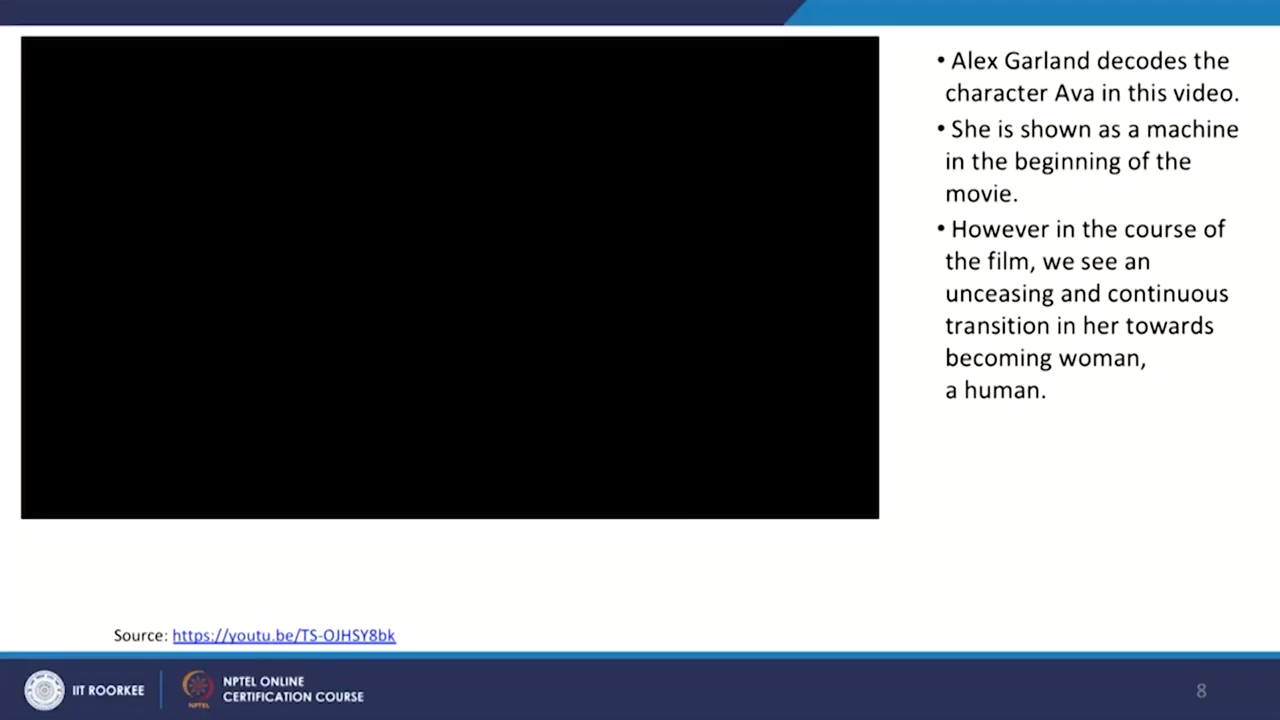 • Alex Garland decodes the
character Ava in this video.
• She is shown as a machine
in the beginning of the
movie.
• However in the course of
the film, we see an
unceasing and continuous
transition in her towards
becoming woman,
a human.
Source: https://youtu.be/TS-OJHSY8bk
IIT ROORKEE
NPTEL
NPTEL ONLINE
CERTIFICATION COURSE
8